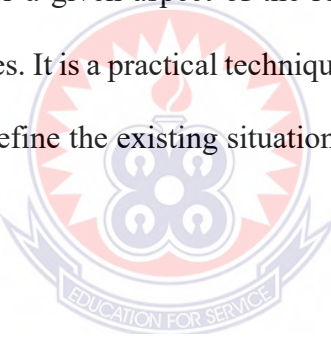 a given aspect of the
es. It is a practical technique
efine the existing situation
EDUCATION FOR SERVICE